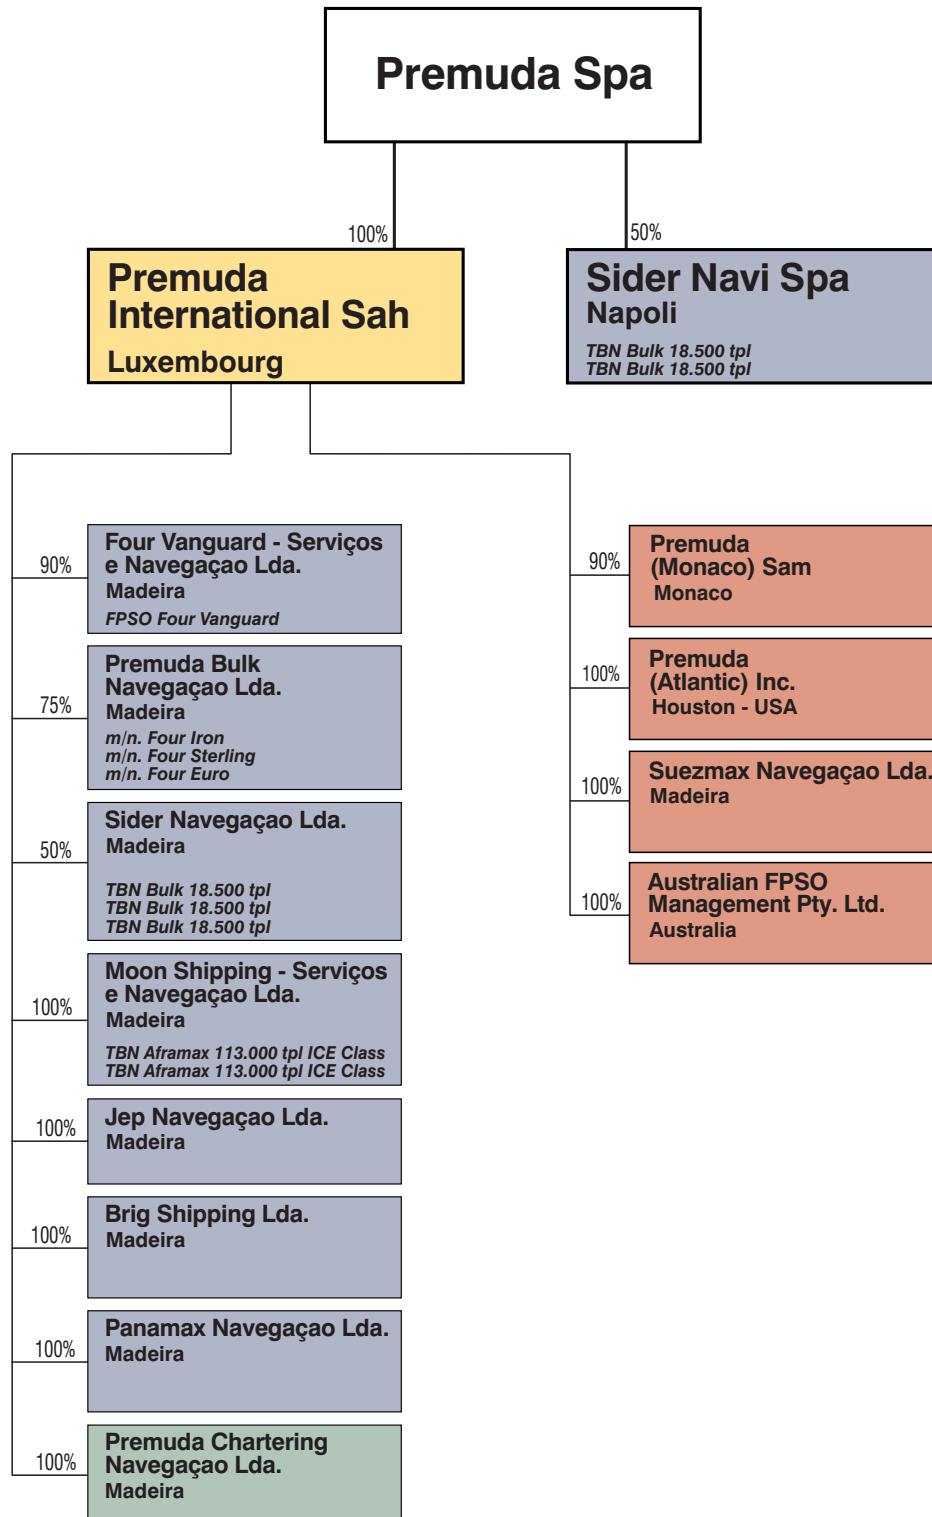 Premuda Spa
100%
50%
Premuda
International Sah
Luxembourg
Sider Navi Spa
Napoli
TBN Bulk 18.500 tpl
TBN Bulk 18.500 tpl
90%
Four Vanguard - Serviços
e Navegaçao Lda.
Madeira
FPSO Four Vanguard
75%
Premuda Bulk
Navegaçao Lda.
Madeira
m/n. Four Iron
m/n. Four Sterling
m/n. Four Euro
50%
Sider Navegaçao Lda.
Madeira
TBN Bulk 18.500 tpl
TBN Bulk 18.500 tpl
TBN Bulk 18.500 tpl
100%
Moon Shipping - Serviços
e Navegaçao Lda.
Madeira
TBN Aframax 113.000 tpl ICE Class
TBN Aframax 113.000 tpl ICE Class
100%
Jep Navegaçao Lda.
Madeira
100%
Brig Shipping Lda.
Madeira
100%
Panamax Navegaçao Lda.
Madeira
100%
Premuda Chartering
Navegaçao Lda.
Madeira
90%
Premuda
(Monaco) Sam
Monaco
100%
Premuda
(Atlantic) Inc.
Houston - USA
100%
Suezmax Navegaçao Lda.
Madeira
100%
Australian FPSO
Management Pty. Ltd.
Australia